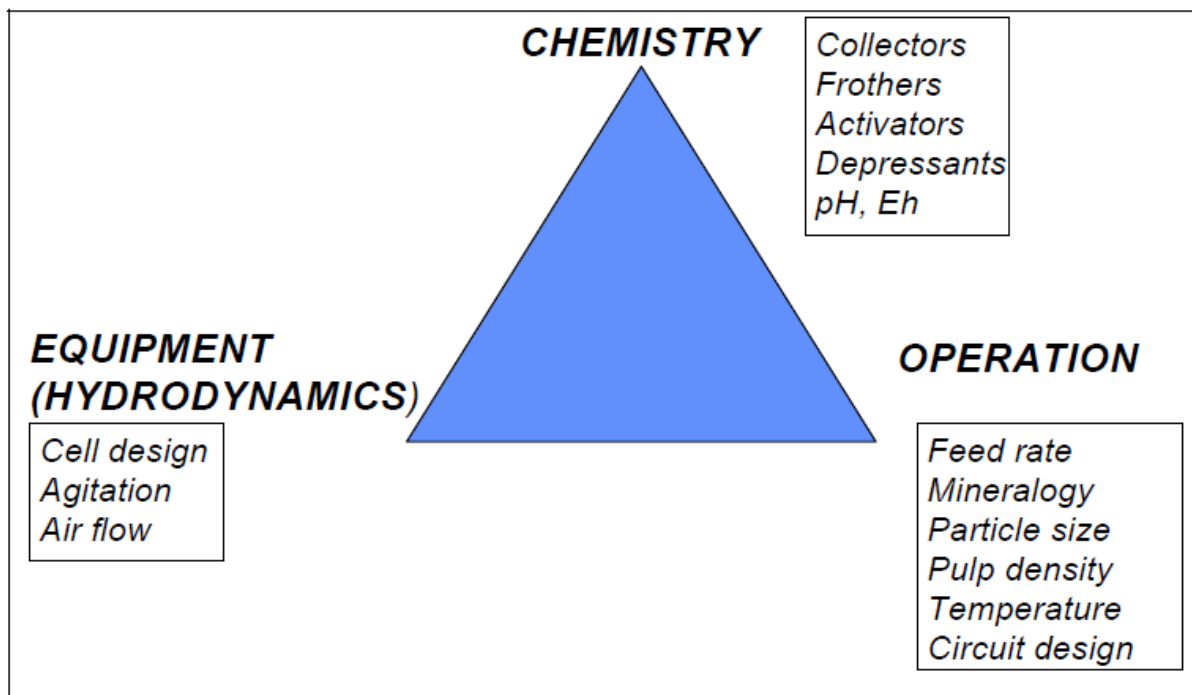 CHEMISTRY
Collectors
Frothers
Activators
Depressants
pH, Eh
EQUIPMENT
(HYDRODYNAMICS)
Cell design
Agitation
Air flow
OPERATION
Feed rate
Mineralogy
Particle size
Pulp density
Temperature
Circuit design